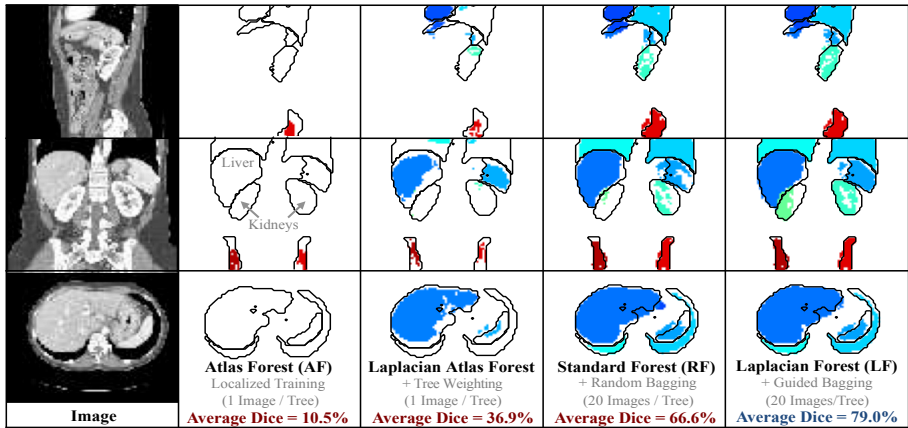 Liver
Kidneys
Image
Atlas Forest (AF)
Localized Training
(1 Image / Tree)
Average Dice = 10.5%
Laplacian Atlas Forest
+ Tree Weighting
(1 Image / Tree)
Average Dice = 36.9%
Standard Forest (RF)
+ Random Bagging
(20 Images / Tree)
Average Dice = 66.6%
Laplacian Forest (LF)
+ Guided Bagging
(20 Images/Tree)
Average Dice = 79.0%